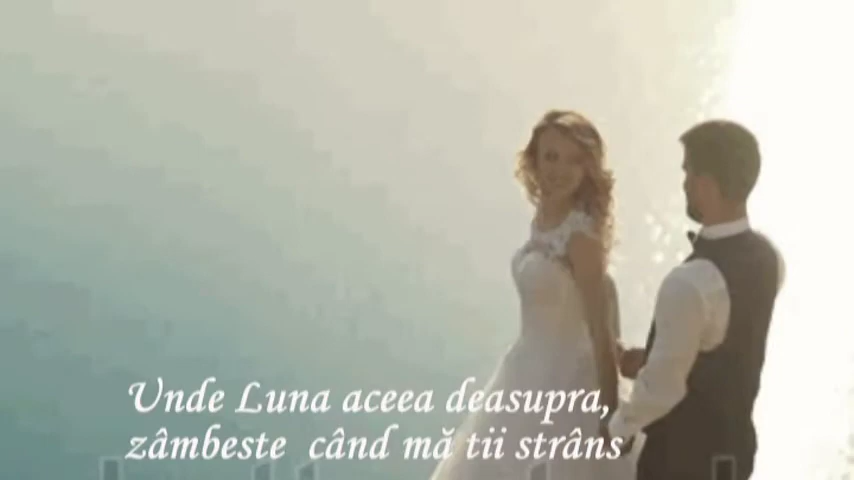 Unde Luna aceea deasupra,
zâmbeste când mă tii strâns